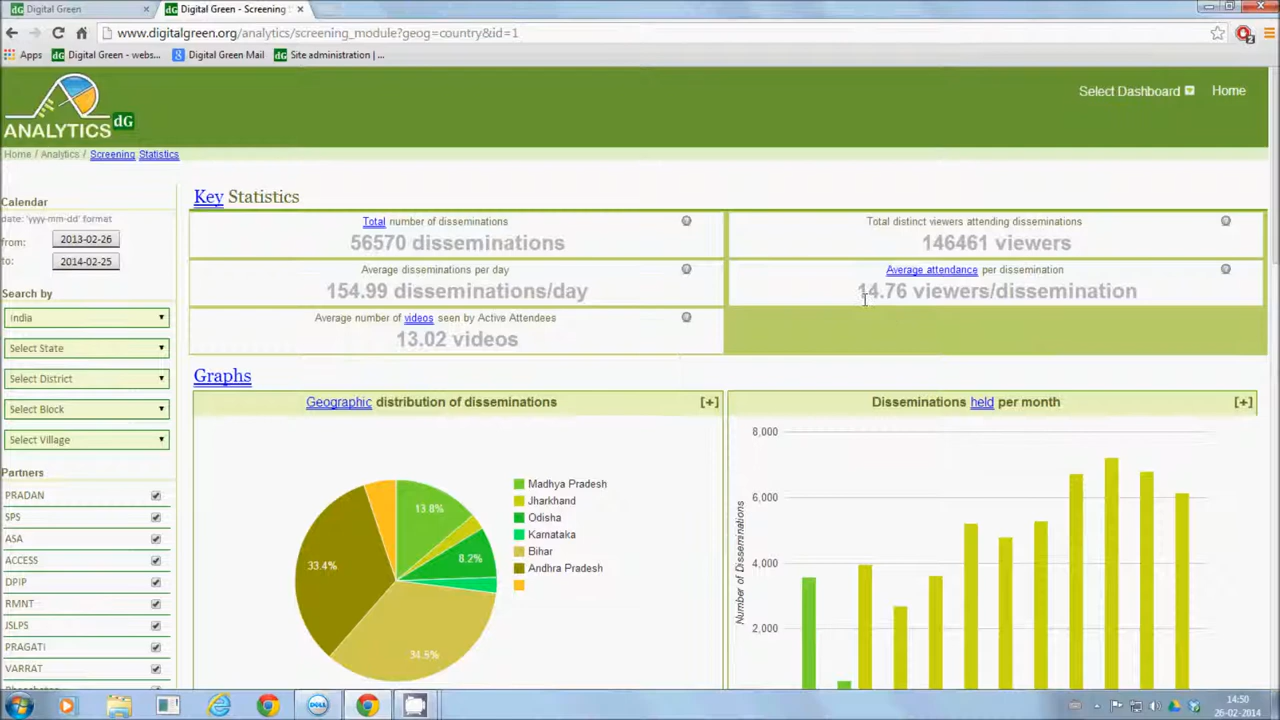 Digital Green
Digital Green - Screening
www.digitalgreen.org/analytics/screening_module?geog=country&id=1
Apps
Digital Green - webs...
Digital Green Mail
Site administration | ...
ANALYTICS dG
Select Dashboard
Home
Home / Analytics / Screening Statistics
Calendar
date: 'yyyy-mm-dd' format
from: 2013-02-26
to: 2014-02-25
Search by
India
Select State
Select District
Select Block
Select Village
Partners
PRADAN
SPS
ASA
ACCESS
DPIP
RMNT
JSLPS
PRAGATI
VARRAT
Key Statistics
Total number of disseminations
56570 disseminations
Total distinct viewers attending disseminations
146461 viewers
Average disseminations per day
154.99 disseminations/day
Average attendance per dissemination
14.76 viewers/dissemination
Average number of videos seen by Active Attendees
13.02 videos
Graphs
Geographic distribution of disseminations [+]
13.8%
8.2%
33.4%
34.5%
Madhya Pradesh
Jharkhand
Odisha
Karnataka
Bihar
Andhra Pradesh
Disseminations held per month [+]
8,000
6,000
4,000
2,000
Number of Disseminations
14:50
26-02-2014